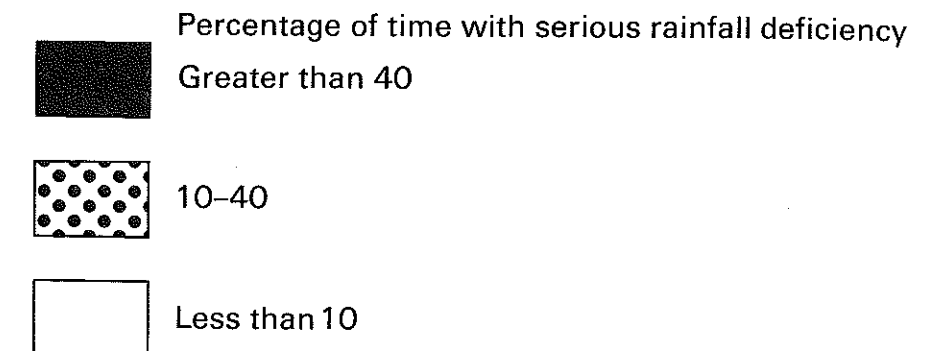 Percentage of time with serious rainfall deficiency
Greater than 40
10–40
Less than 10